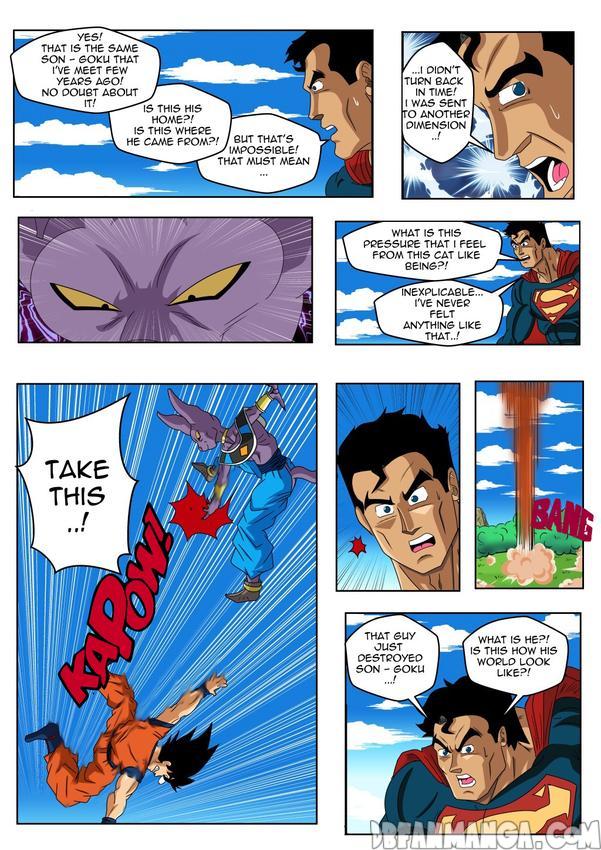 YES!
THAT IS THE SAME
SON - GOKU THAT
I'VE MEET FEW
YEARS AGO!
NO DOUBT ABOUT
IT!
IS THIS HIS
HOME?!
IS THIS WHERE
HE CAME FROM?!
BUT THAT'S
IMPOSSIBLE!
THAT MUST MEAN
...
...I DIDN'T
TURN BACK
IN TIME!
I WAS SENT
TO ANOTHER
DIMENSION
..!
WHAT IS THIS
PRESSURE THAT I FEEL
FROM THIS CAT LIKE
BEING?!
INEXPLICABLE...
I'VE NEVER
FELT
ANYTHING LIKE
THAT..!
TAKE
THIS
..!
KAPOW!
BANG
THAT GUY
JUST
DESTROYED
SON - GOKU
...!
WHAT IS HE?!
IS THIS HOW HIS
WORLD LOOK
LIKE?!
S
DBFANMANGA.COM